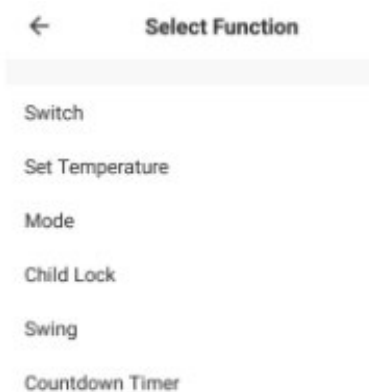 Select Function
Switch
Set Temperature
Mode
Child Lock
Swing
Countdown Timer